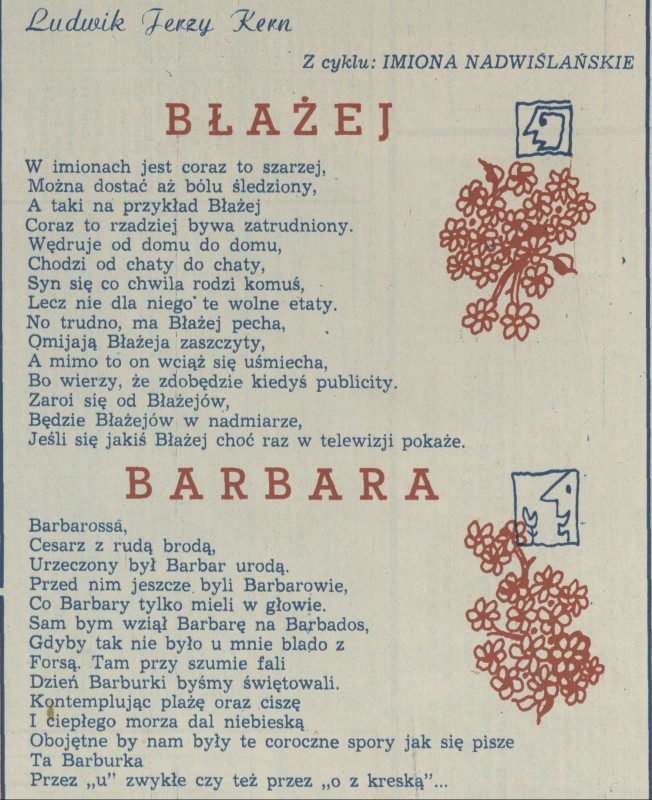 Ludwik Jerzy Kern
Z cyklu: IMIONA NADWIŚLAŃSKIE
BŁAŻEJ
W imionach jest coraz to szarzej,
Można dostać aż bólu śledziony,
A taki na przykład Błażej
Coraz to rzadziej bywa zatrudniony.
Wędruje od domu do domu,
Chodzi od chaty do chaty,
Syn się co chwila rodzi komuś,
Lecz nie dla niego te wolne etaty.
No trudno, ma Błażej pecha,
Omijają Błażeja zaszczyty,
A mimo to on wciąż się uśmiecha,
Bo wierzy, że zdobędzie kiedyś publicity.
Zaroi się od Błażejów,
Będzie Błażejów w nadmiarze,
Jeśli się jakiś Błażej choć raz w telewizji pokaże.
BARBARA
Barbarossa,
Cesarz z rudą brodą,
Urzeczony był Barbar urodą.
Przed nim jeszcze byli Barbarowie,
Co Barbary tylko mieli w głowie.
Sam bym wziął Barbarę na Barbados,
Gdyby tak nie było u mnie blado z
Forsą. Tam przy szumie fali
Dzień Barburki byśmy świętowali.
Kontemplując plażę oraz ciszę
I ciepłego morza dal niebieską
Obojętne by nam były te coroczne spory jak się pisze
Ta Barburka
Przez „u” zwykłe czy też przez „o z kreską”...